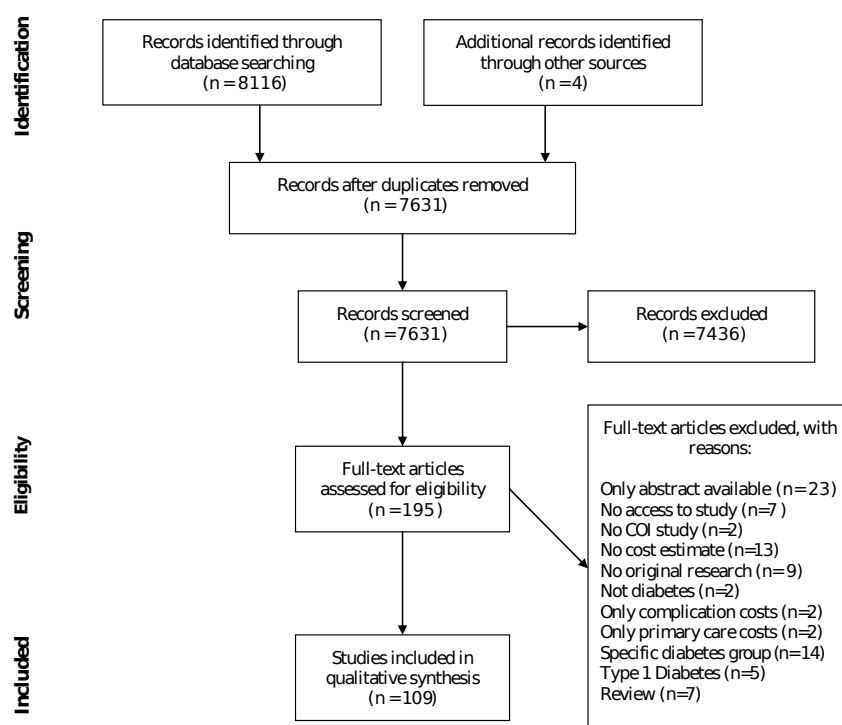 Identification
Records identified through
database searching
(n = 8116)
Additional records identified
through other sources
(n = 4)
Records after duplicates removed
(n = 7631)
Screening
Records screened
(n = 7631)
Records excluded
(n = 7436)
Eligibility
Full-text articles
assessed for eligibility
(n = 195)
Full-text articles excluded, with
reasons:
Only abstract available (n = 23)
No access to study (n=7 )
No COI study (n=2)
No cost estimate (n=13)
No original research (n= 9)
Not diabetes (n=2)
Only complication costs (n=2)
Only primary care costs (n=2)
Specific diabetes group (n=14)
Type 1 Diabetes (n=5)
Review (n=7)
Included
Studies included in
qualitative synthesis
(n = 109)